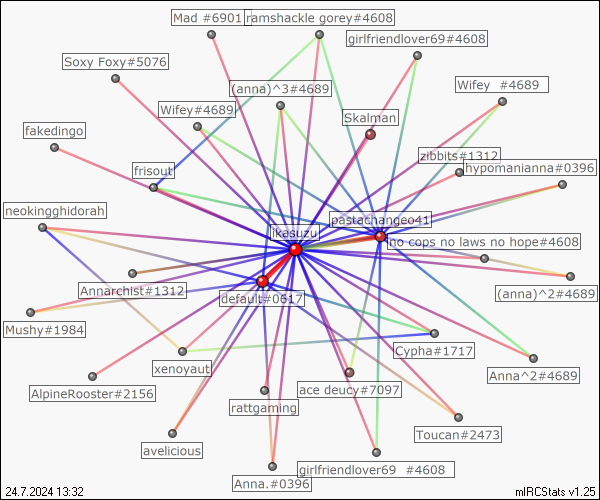 Mad #6901
ramshackle gorey#4608
girlfriendlover69#4608
Soxy Foxy#5076
(anna)^3#4689
Wifey  #4689
Wifey#4689
Skalman
fakedingo
zibbits#1312
hypomanianna#0396
frisout
neokingghidorah
pastachange041
likesuzu
no cops no laws no hope#4608
Annarchist#1312
default#0617
(anna)^2#4689
Mushy#1984
Cypha#1717
xenoyaut
Anna^2#4689
AlpineRooster#2156
ace deucy#7097
rattgaming
Toucan#2473
avelicious
Anna.#0396
girlfriendlover69  #4608
24.7.2024 13:32
mIRCStats v1.25